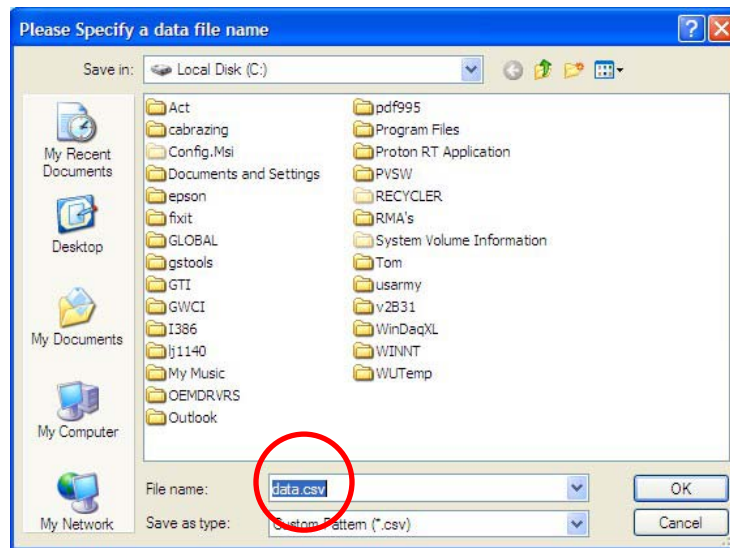 Please Specify a data file name
Save in: Local Disk (C:)
My Recent Documents
Desktop
My Documents
My Computer
My Network
Act
cabrazing
Config.Msi
Documents and Settings
epson
fixit
GLOBAL
gstools
GTI
GWCI
I386
lj1140
My Music
OEMDRVRS
Outlook
pdf995
Program Files
Proton RT Application
PVSW
RECYCLER
RMA's
System Volume Information
Tom
usarmy
v2B31
WinDaqXL
WINNT
WUTemp
File name: data.csv
OK
Save as type: Custom Pattern (*.csv)
Cancel